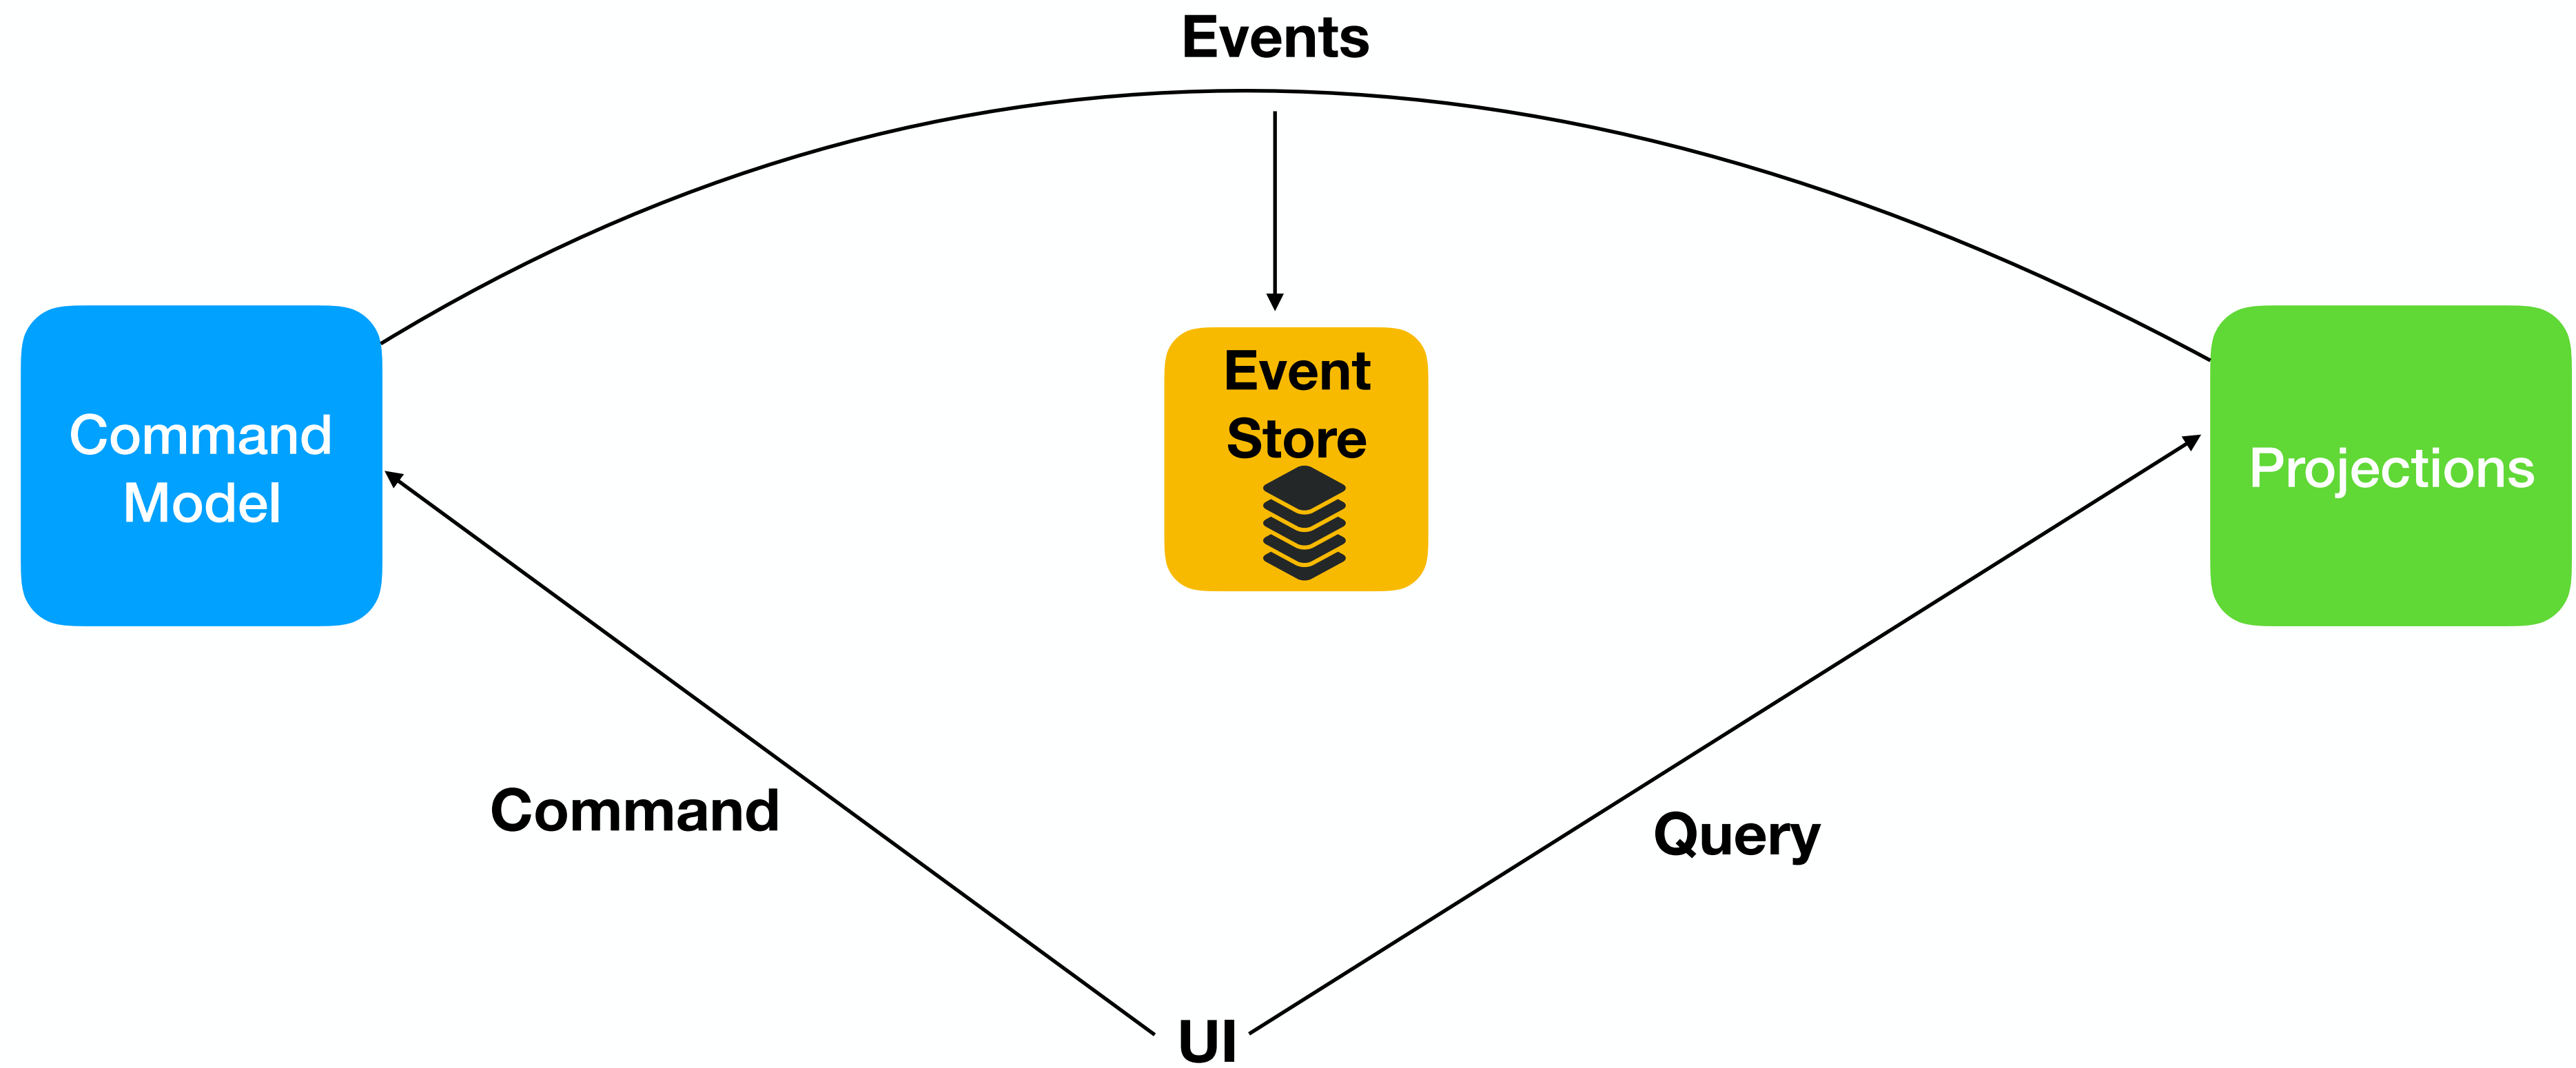 Events
Event
Store
Command
Model
Projections
Command
Query
UI